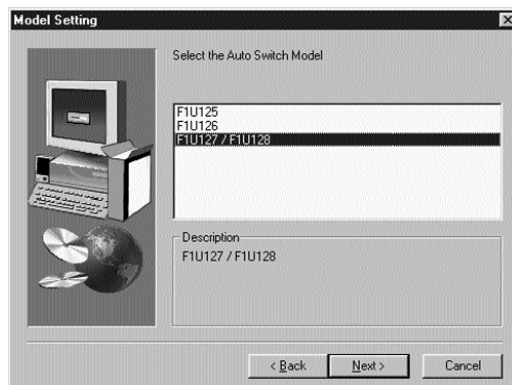 Model Setting
Select the Auto Switch Model
F1U125
F1U126
F1U127 / F1U128
Description
F1U127 / F1U128
< Back Next > Cancel